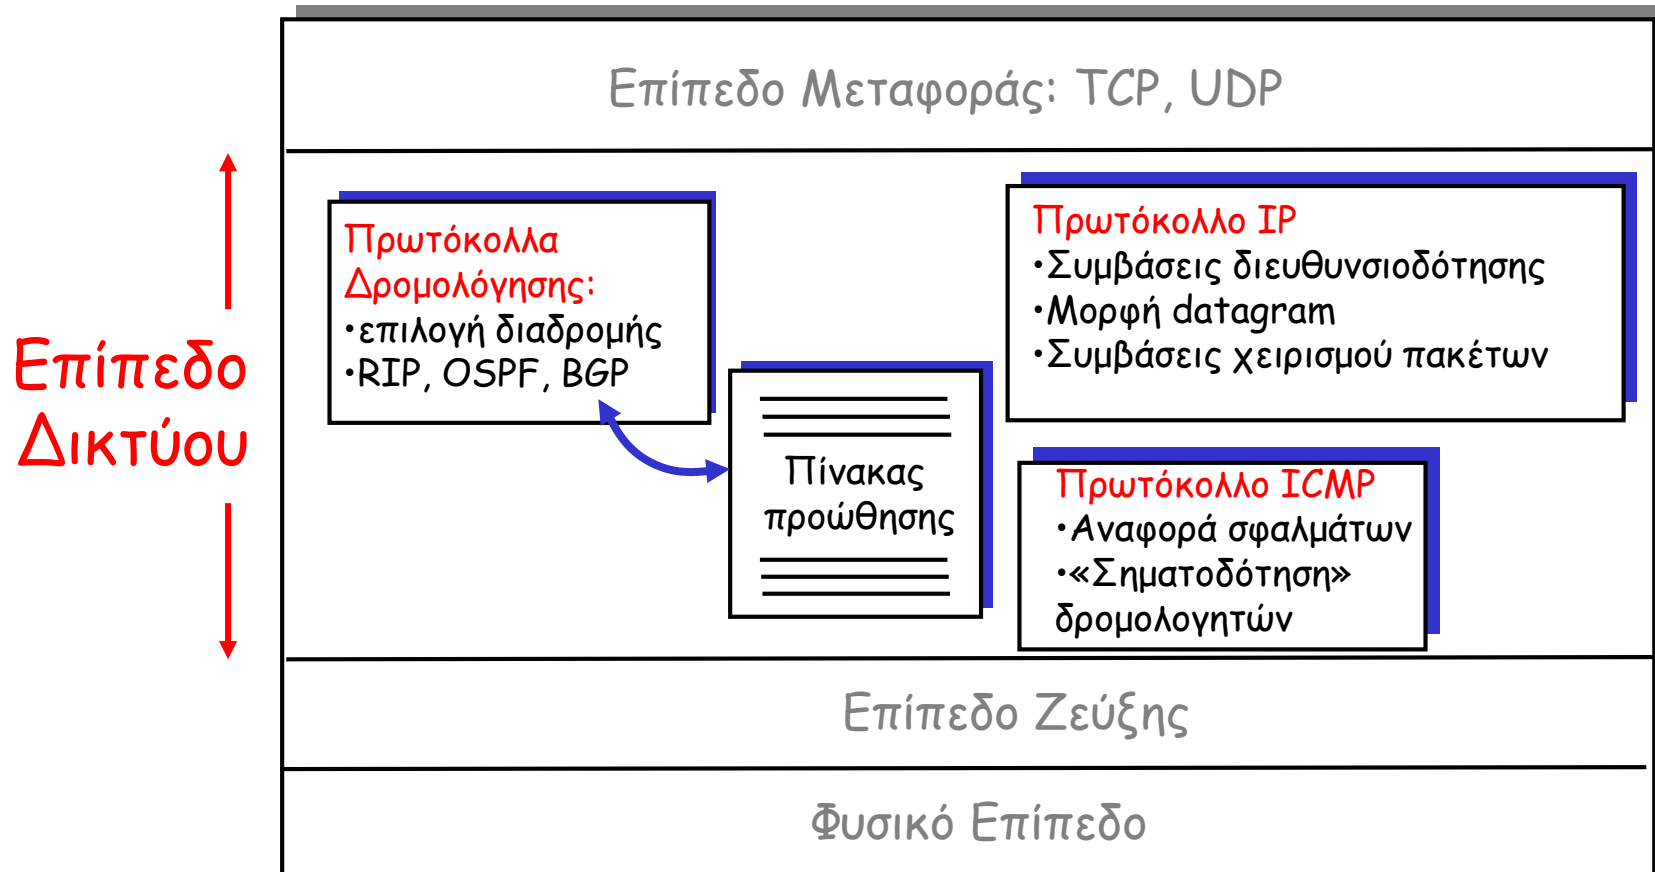 Επίπεδο Μεταφοράς: TCP, UDP
Επίπεδο
Δικτύου
Πρωτόκολλα
Δρομολόγησης:
•επιλογή διαδρομής
•RIP, OSPF, BGP
Πίνακας
προώθησης
Πρωτόκολλο IP
•Συμβάσεις διευθυνσιοδότησης
•Μορφή datagram
•Συμβάσεις χειρισμού πακέτων
Πρωτόκολλο ICMP
•Αναφορά σφαλμάτων
•«Σηματοδότηση»
δρομολογητών
Επίπεδο Ζεύξης
Φυσικό Επίπεδο